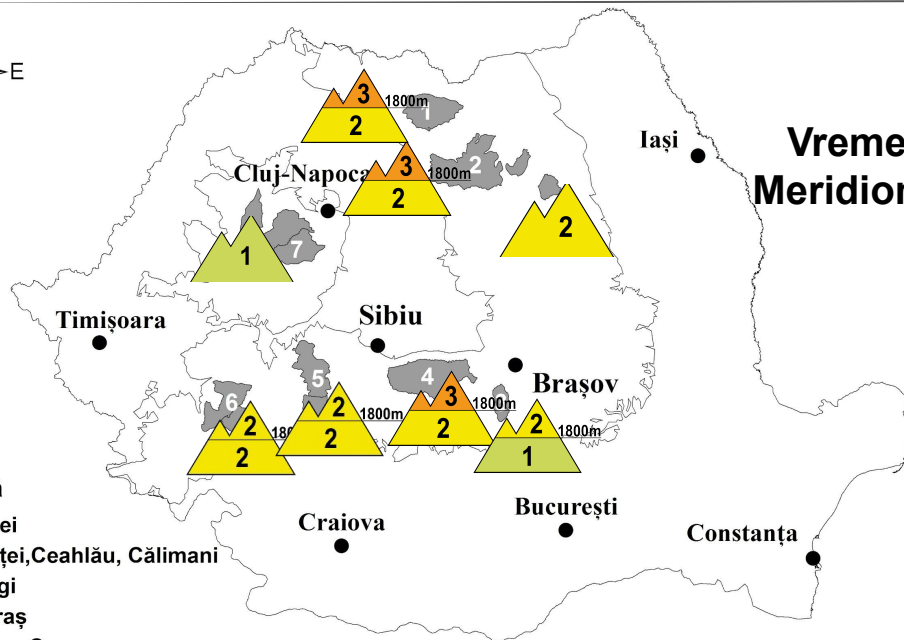 E
3
1800m
1
2
Iași
Vreme
Meridion
3
1800m
2
2
Cluj-Napoca
2
1
7
Timișoara
Sibiu
5
4
Brașov
6
2
2
1800m
3
1800m
2
1800m
2
18
2
2
1
București
Craiova
Constanța
ei
ței,Ceahlău, Călimani
gi
raș